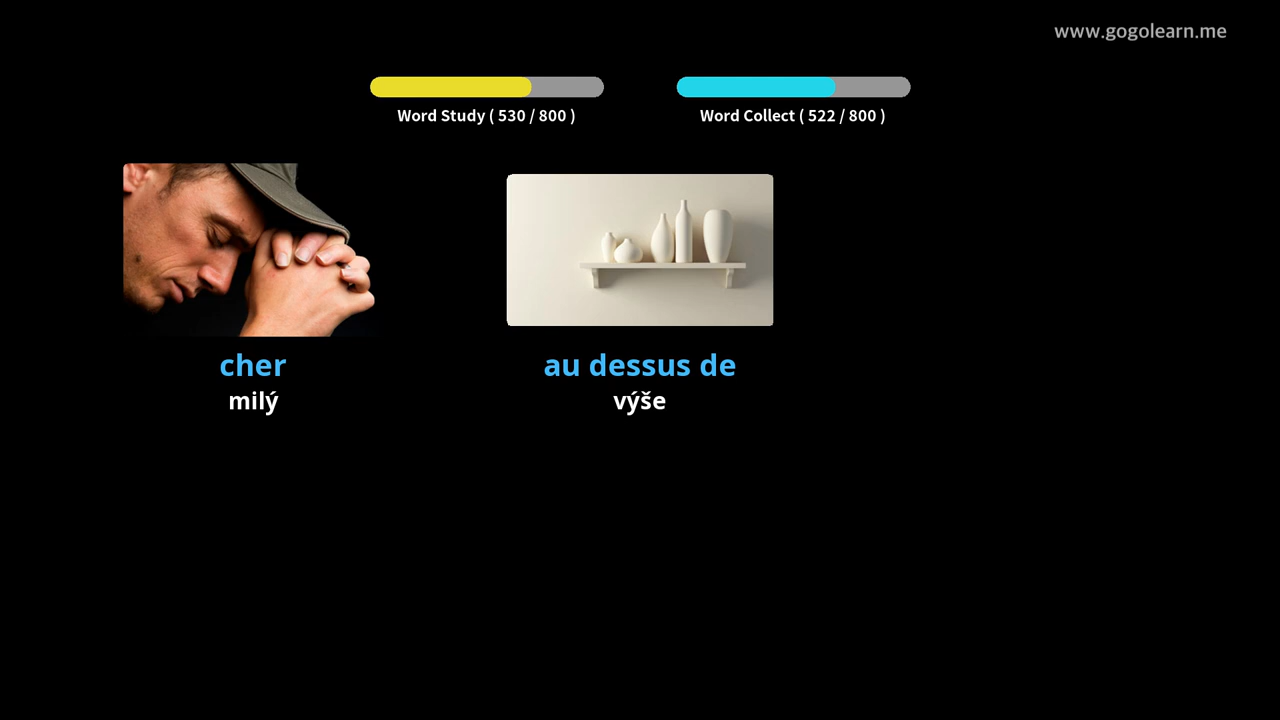 www.gogolearn.me
Word Study ( 530 / 800 )
Word Collect ( 522 / 800 )
cher
milý
au dessus de
výše